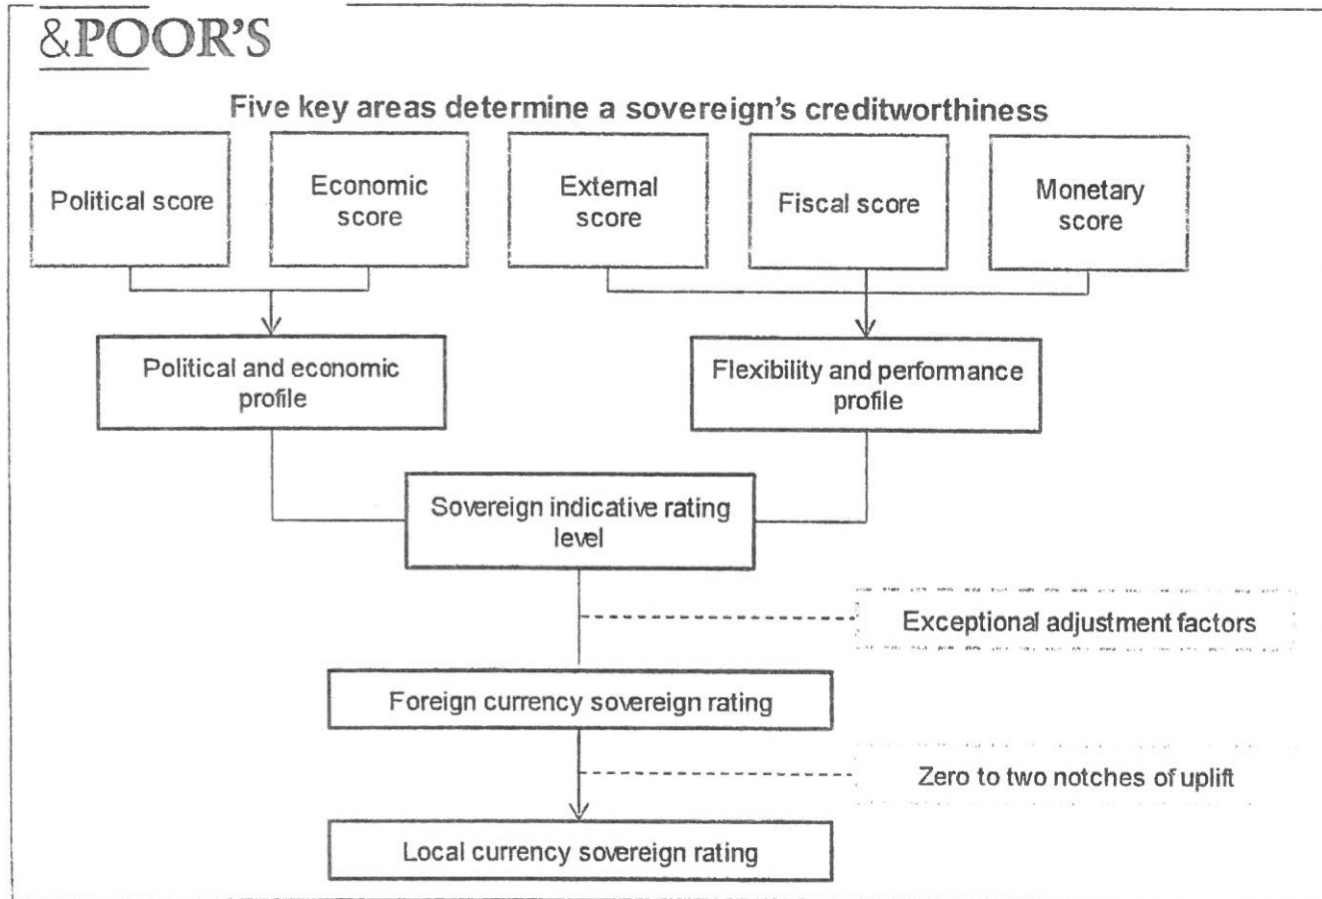 &POOR'S
Five key areas determine a sovereign's creditworthiness
Political score
Economic
score
External
score
Fiscal score
Monetary
score
Political and economic
profile
Flexibility and performance
profile
Sovereign indicative rating
level
Exceptional adjustment factors
Foreign currency sovereign rating
Zero to two notches of uplift
Local currency sovereign rating